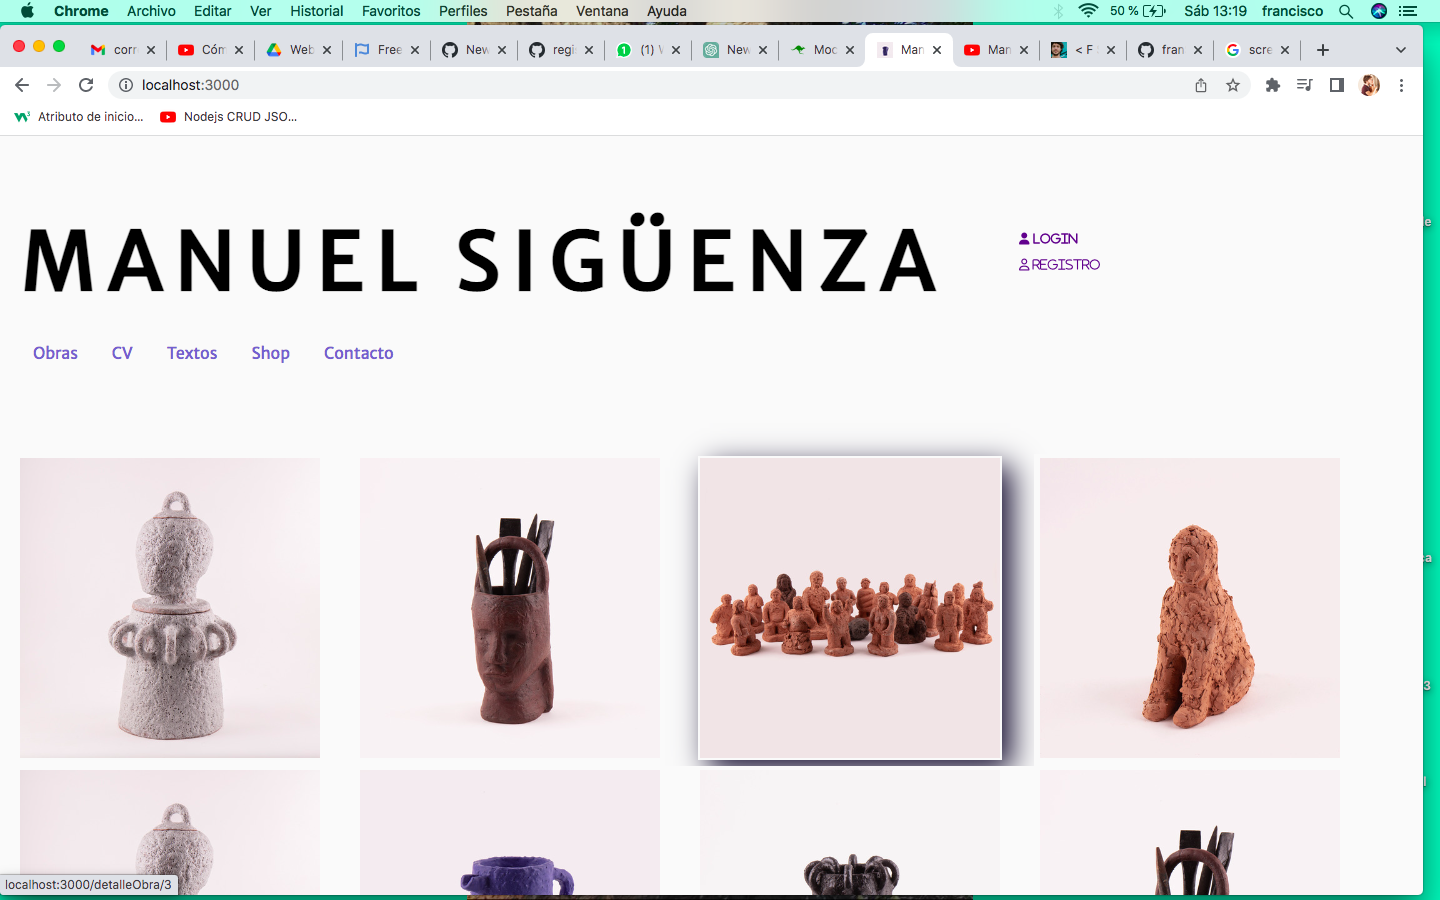 Chrome Archivo Editar Ver Historial Favoritos Perfiles Pestaña Ventana Ayuda 50 % Sáb 13:19 francisco
corr Cóm Web Free New regi (1) W New Moc Man Man < F S fran scre
localhost:3000
Atributo de inicio... Nodejs CRUD JSO...
MANUEL SIGÜENZA
LOGIN
REGISTRO
Obras CV Textos Shop Contacto
localhost:3000/detalleObra/3